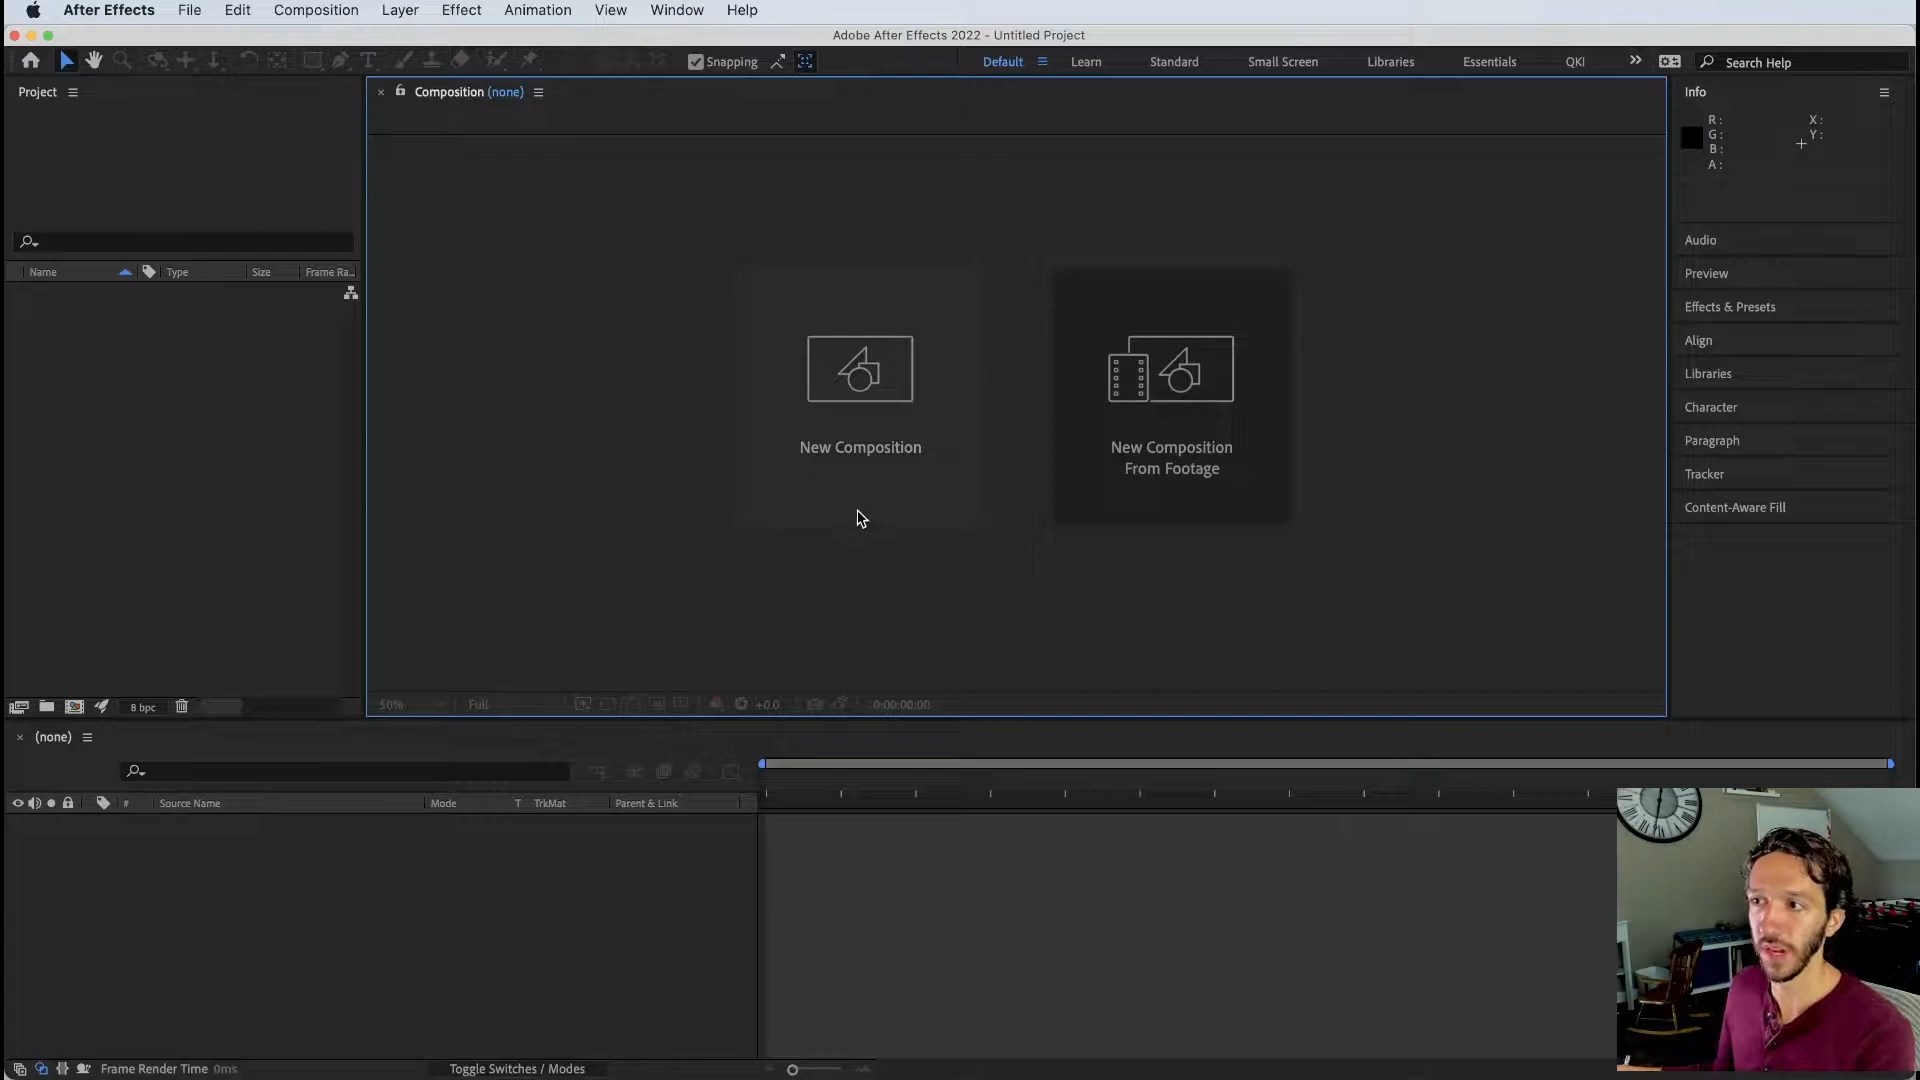 After Effects File Edit Composition Layer Effect Animation View Window Help
Adobe After Effects 2022 - Untitled Project
Snapping Default Learn Standard Small Screen Libraries Essentials QKI Search Help
Project
Composition (none)
Info
R :
G :
B :
A :
X :
Y :
Audio
Preview
Effects & Presets
Align
Libraries
Character
Paragraph
Tracker
Content-Aware Fill
Name Type Size Frame Ra...
New Composition
New Composition
From Footage
8 bpc
50% Full +0.0 0:00:00:00
(none)
# Source Name Mode T TrkMat Parent & Link
Frame Render Time 0ms Toggle Switches / Modes